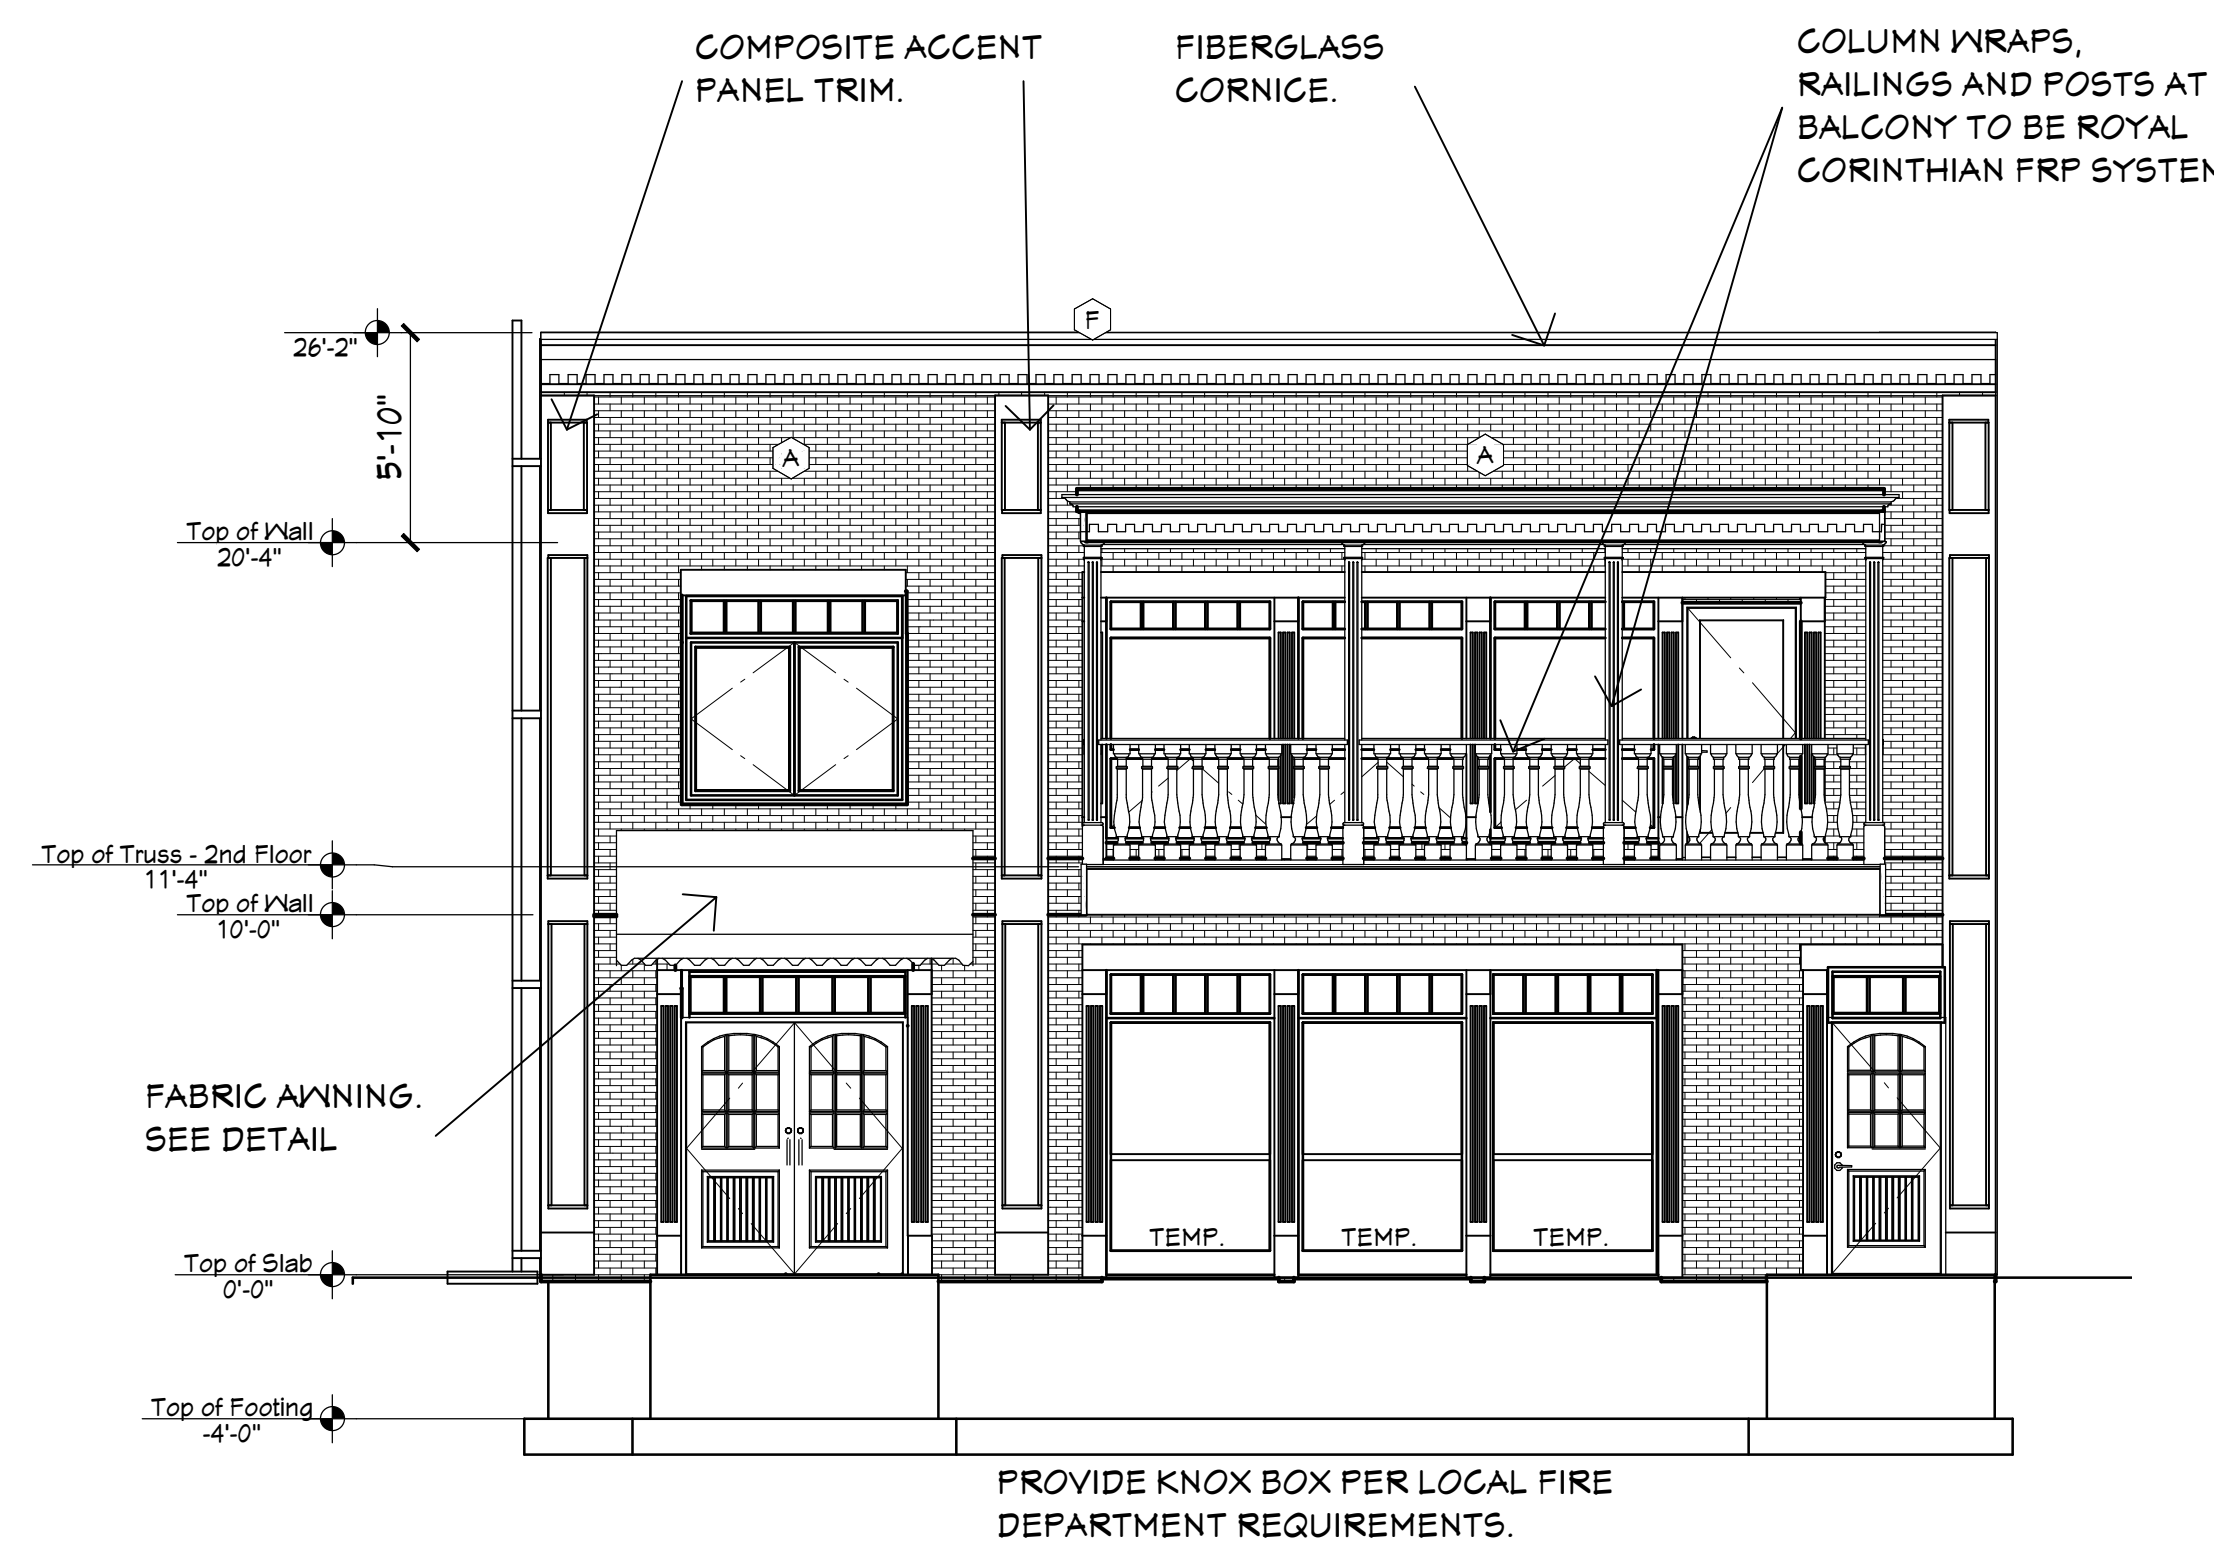 COMPOSITE ACCENT
PANEL TRIM.
FIBERGLASS
CORNICE.
COLUMN WRAPS,
RAILINGS AND POSTS AT
BALCONY TO BE ROYAL
CORINTHIAN FRP SYSTEM
F
26'-2"
5'-10"
A
A
Top of Wall
20'-4"
Top of Truss - 2nd Floor
11'-4"
Top of Wall
10'-0"
FABRIC AWNING.
SEE DETAIL
TEMP.
TEMP.
TEMP.
Top of Slab
0'-0"
Top of Footing
-4'-0"
PROVIDE KNOX BOX PER LOCAL FIRE
DEPARTMENT REQUIREMENTS.